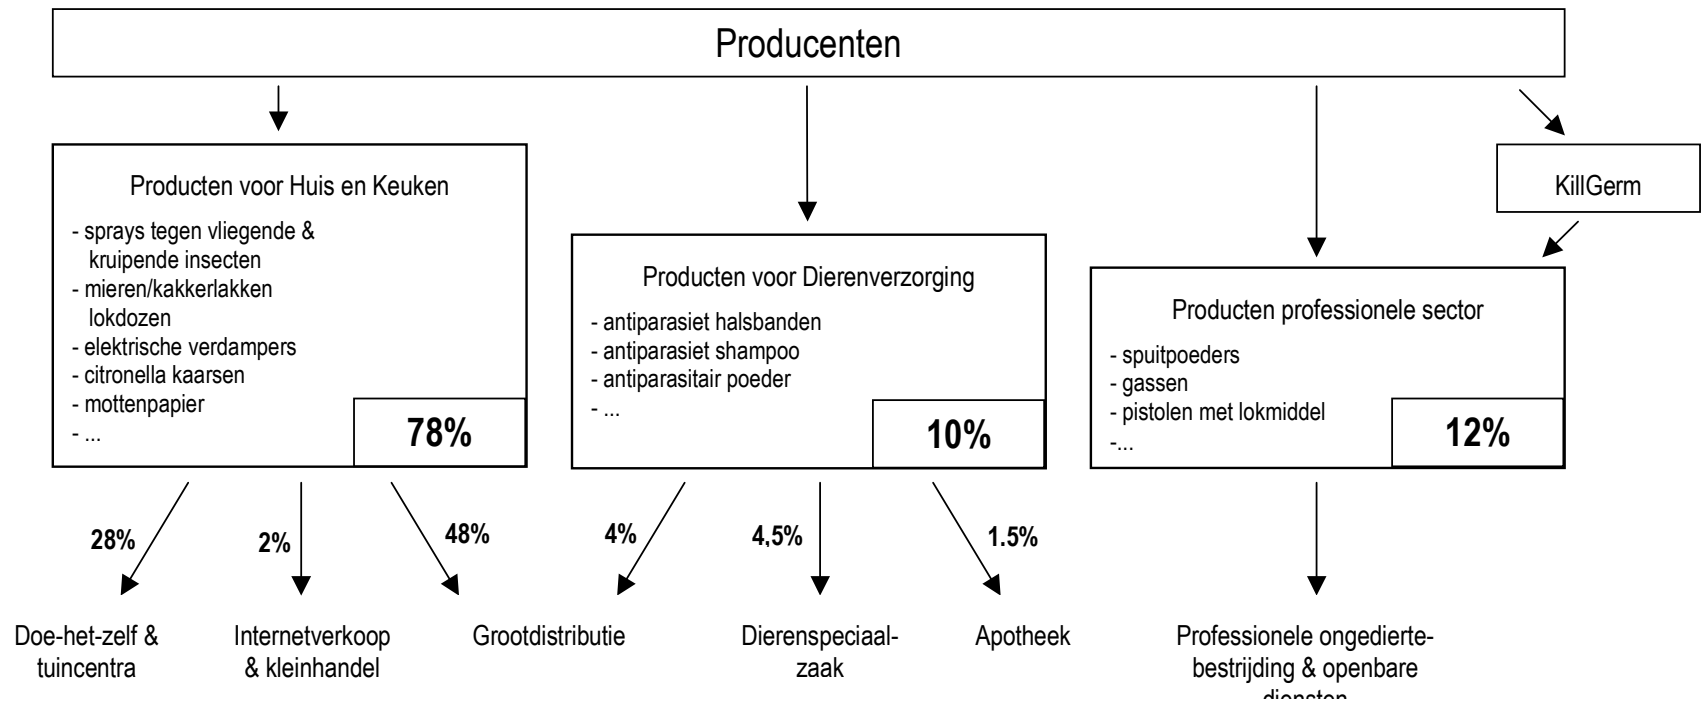 Producenten
Producten voor Huis en Keuken
- sprays tegen vliegende &
kruipende insecten
- mieren/kakkerlakken
lokdozen
- elektrische verdampers
- citronella kaarsen
- mottenpapier
- ...
78%
Producten voor Dierenverzorging
- antiparasiet halsbanden
- antiparasiet shampoo
- antiparasitair poeder
- ...
10%
KillGerm
Producten professionele sector
- spuitpoeders
- gassen
- pistolen met lokmiddel
-...
12%
28%
2%
48%
4%
4,5%
1.5%
Doe-het-zelf &
tuincentra
Internetverkoop
& kleinhandel
Grootdistributie
Dierenspeciaal-
zaak
Apotheek
Professionele ongedierte-
bestrijding & openbare
diensten